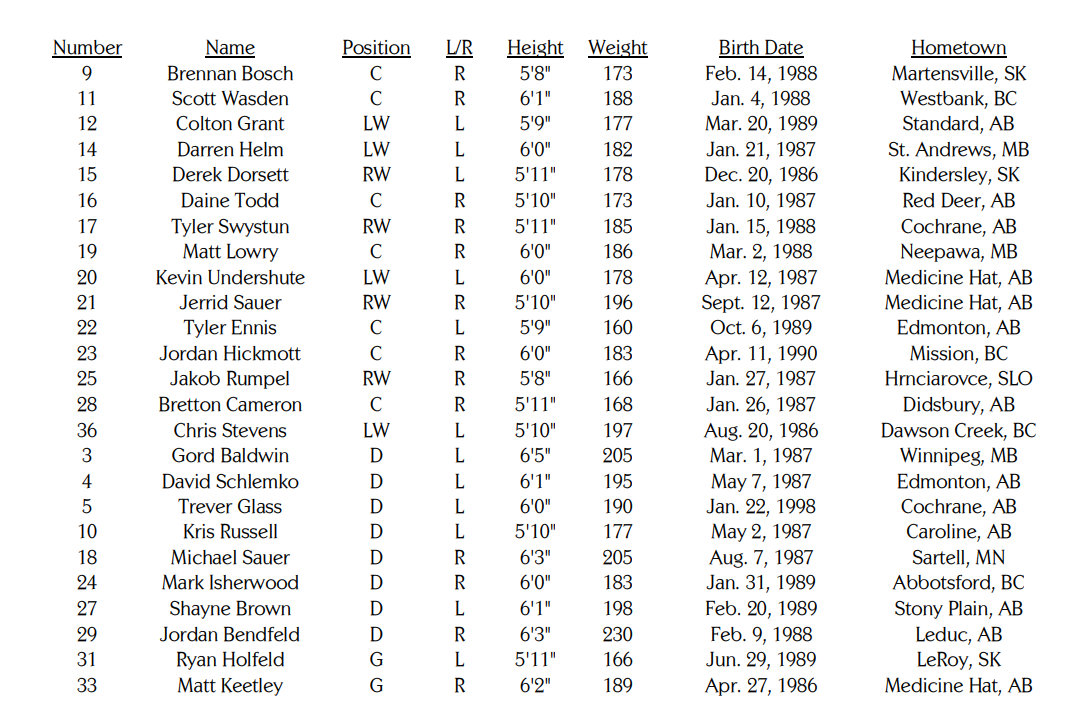 Number Name Position L/R Height Weight Birth Date Hometown
9 Brennan Bosch C R 5'8" 173 Feb. 14, 1988 Martensville, SK
11 Scott Wasden C R 6'1" 188 Jan. 4, 1988 Westbank, BC
12 Colton Grant LW L 5'9" 177 Mar. 20, 1989 Standard, AB
14 Darren Helm LW L 6'0" 182 Jan. 21, 1987 St. Andrews, MB
15 Derek Dorsett RW L 5'11" 178 Dec. 20, 1986 Kindersley, SK
16 Daine Todd C R 5'10" 173 Jan. 10, 1987 Red Deer, AB
17 Tyler Swystun RW R 5'11" 185 Jan. 15, 1988 Cochrane, AB
19 Matt Lowry C R 6'0" 186 Mar. 2, 1988 Neepawa, MB
20 Kevin Undershute LW L 6'0" 178 Apr. 12, 1987 Medicine Hat, AB
21 Jerrid Sauer RW R 5'10" 196 Sept. 12, 1987 Medicine Hat, AB
22 Tyler Ennis C L 5'9" 160 Oct. 6, 1989 Edmonton, AB
23 Jordan Hickmott C R 6'0" 183 Apr. 11, 1990 Mission, BC
25 Jakob Rumpel RW R 5'8" 166 Jan. 27, 1987 Hrnciarovce, SLO
28 Bretton Cameron C R 5'11" 168 Jan. 26, 1987 Didsbury, AB
36 Chris Stevens LW L 5'10" 197 Aug. 20, 1986 Dawson Creek, BC
3 Gord Baldwin D L 6'5" 205 Mar. 1, 1987 Winnipeg, MB
4 David Schlemko D L 6'1" 195 May 7, 1987 Edmonton, AB
5 Trever Glass D L 6'0" 190 Jan. 22, 1998 Cochrane, AB
10 Kris Russell D L 5'10" 177 May 2, 1987 Caroline, AB
18 Michael Sauer D R 6'3" 205 Aug. 7, 1987 Sartell, MN
24 Mark Isherwood D R 6'0" 183 Jan. 31, 1989 Abbotsford, BC
27 Shayne Brown D L 6'1" 198 Feb. 20, 1989 Stony Plain, AB
29 Jordan Bendfeld D R 6'3" 230 Feb. 9, 1988 Leduc, AB
31 Ryan Holfeld G L 5'11" 166 Jun. 29, 1989 LeRoy, SK
33 Matt Keetley G R 6'2" 189 Apr. 27, 1986 Medicine Hat, AB